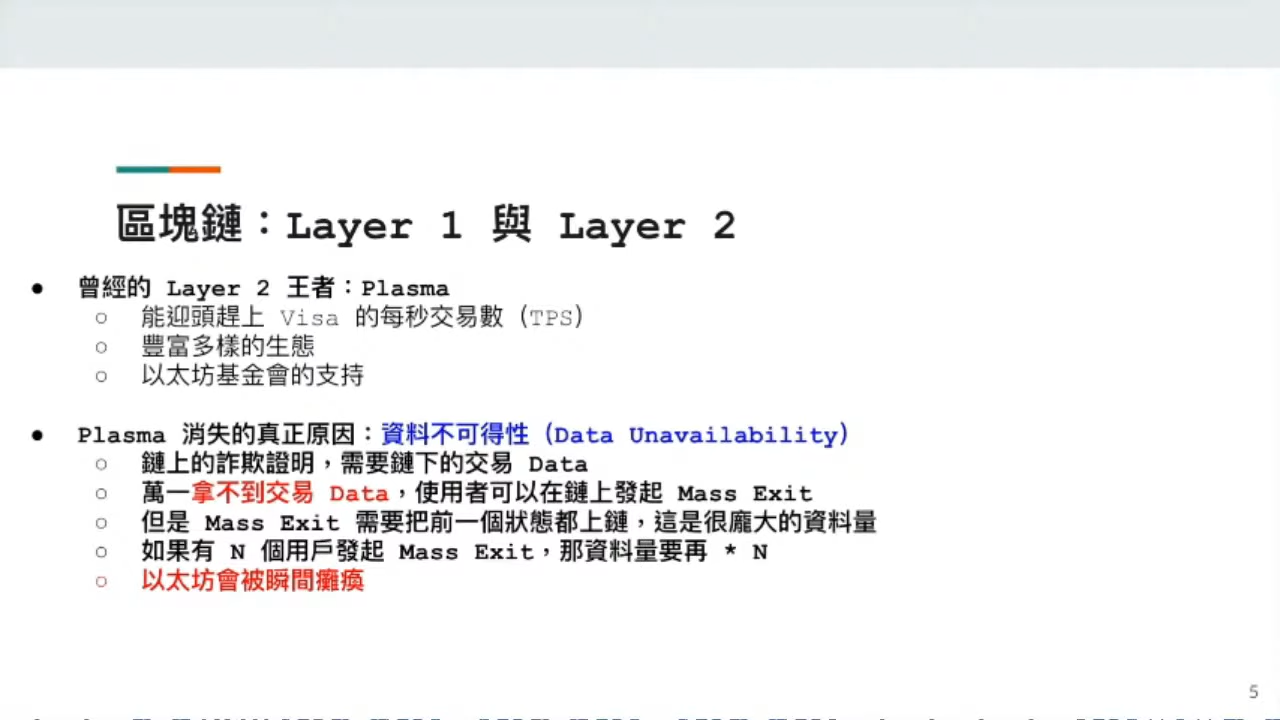 區塊鏈：Layer 1 與 Layer 2
● 曾經的 Layer 2 王者：Plasma
○ 能迎頭趕上 Visa 的每秒交易數（TPS）
○ 豐富多樣的生態
○ 以太坊基金會的支持
● Plasma 消失的真正原因：資料不可得性（Data Unavailability）
○ 鏈上的詐欺證明，需要鏈下的交易 Data
○ 萬一拿不到交易 Data，使用者可以在鏈上發起 Mass Exit
○ 但是 Mass Exit 需要把前一個狀態都上鏈，這是很龐大的資料量
○ 如果有 N 個用戶發起 Mass Exit，那資料量要再 * N
○ 以太坊會被瞬間癱瘓
5